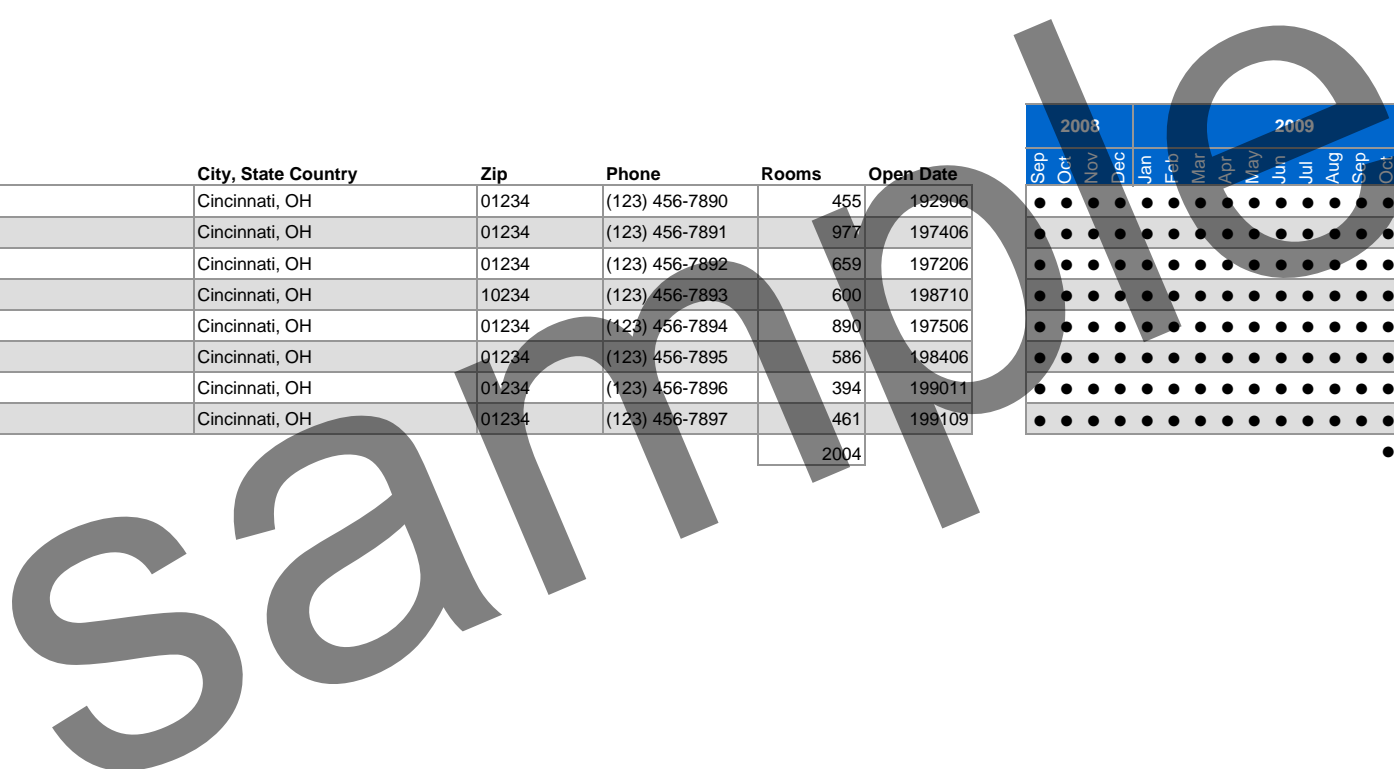 2008 2009
City, State Country Zip Phone Rooms Open Date Sep Oct Nov Dec Jan Feb Mar Apr May Jun Jul Aug Sep Oct
Cincinnati, OH 01234 (123) 456-7890 455 192906 ● ● ● ● ● ● ● ● ● ● ● ● ● ●
Cincinnati, OH 01234 (123) 456-7891 977 197406 ● ● ● ● ● ● ● ● ● ● ● ● ● ●
Cincinnati, OH 01234 (123) 456-7892 659 197206 ● ● ● ● ● ● ● ● ● ● ● ● ● ●
Cincinnati, OH 10234 (123) 456-7893 600 198710 ● ● ● ● ● ● ● ● ● ● ● ● ● ●
Cincinnati, OH 01234 (123) 456-7894 890 197506 ● ● ● ● ● ● ● ● ● ● ● ● ● ●
Cincinnati, OH 01234 (123) 456-7895 586 198406 ● ● ● ● ● ● ● ● ● ● ● ● ● ●
Cincinnati, OH 01234 (123) 456-7896 394 199011 ● ● ● ● ● ● ● ● ● ● ● ● ● ●
Cincinnati, OH 01234 (123) 456-7897 461 199109 ● ● ● ● ● ● ● ● ● ● ● ● ● ●
2004 ●
sample